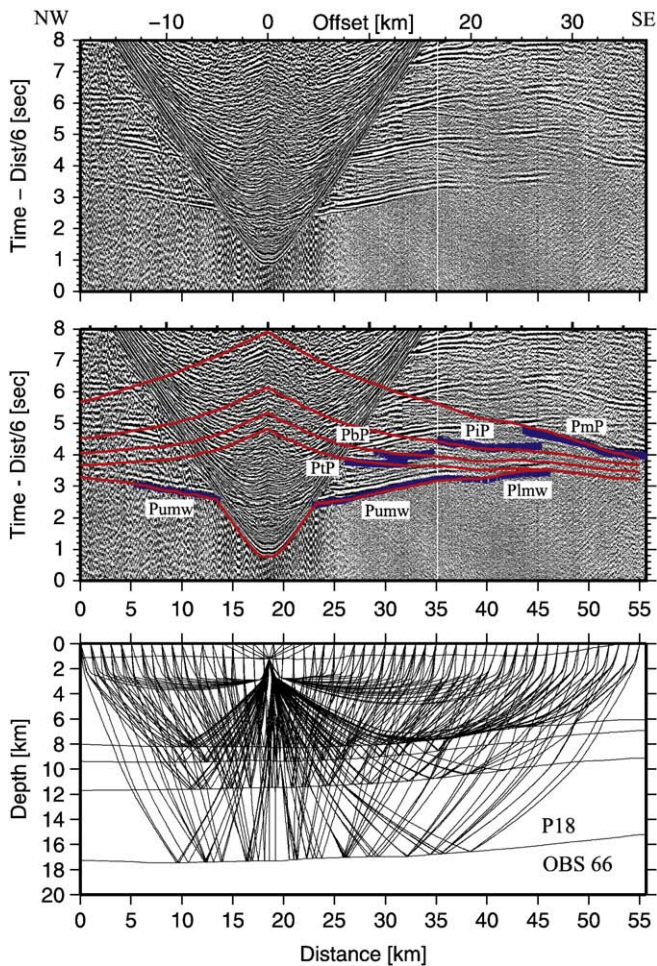 NW −10 0 Offset [km] 20 30 SE
8
7
6
5
4
3
2
1
0
Time − Dist/6 [sec]
8
7
6
5
4
3
2
1
0
Time - Dist/6 [sec]
PbP
PiP
PmP
PtP
Pumw
Pumw
Plmw
0 5 10 15 20 25 30 35 40 45 50 55
0
2
4
6
8
10
12
14
16
18
20
Depth [km]
P18
OBS 66
0 5 10 15 20 25 30 35 40 45 50 55
Distance [km]